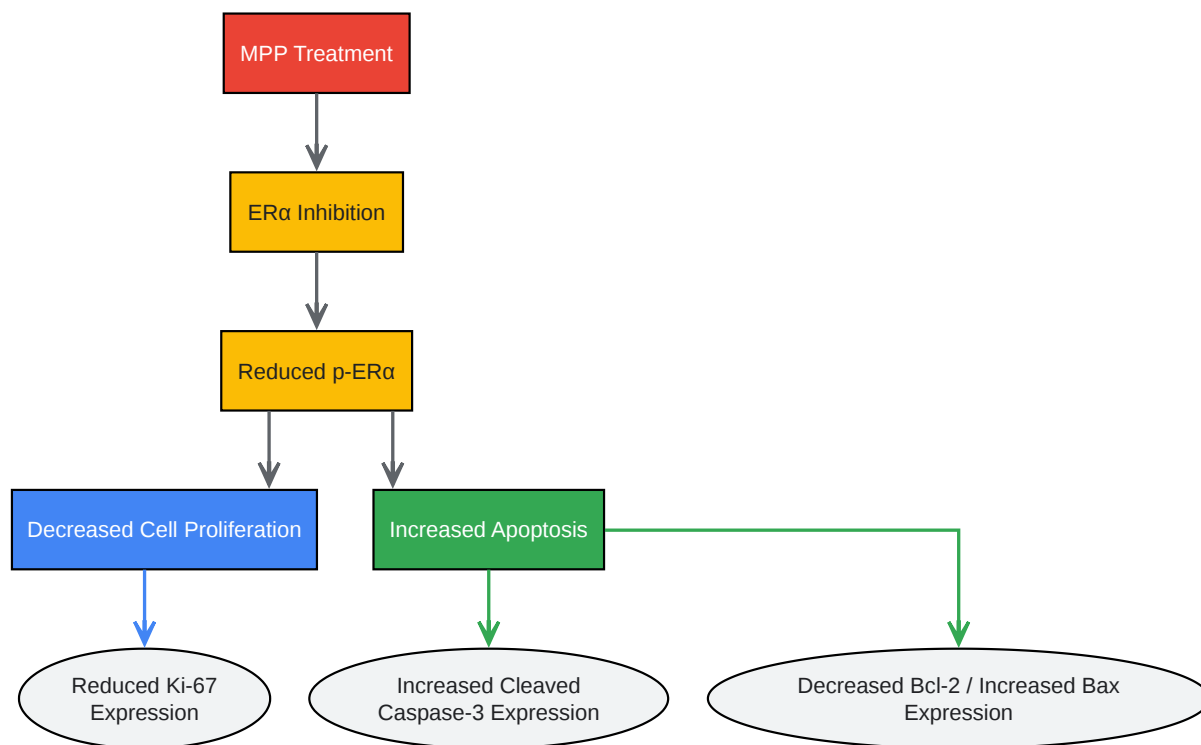 MPP Treatment
ERα Inhibition
Reduced p-ERα
Decreased Cell Proliferation
Increased Apoptosis
Reduced Ki-67
Expression
Increased Cleaved
Caspase-3 Expression
Decreased Bcl-2 / Increased Bax
Expression